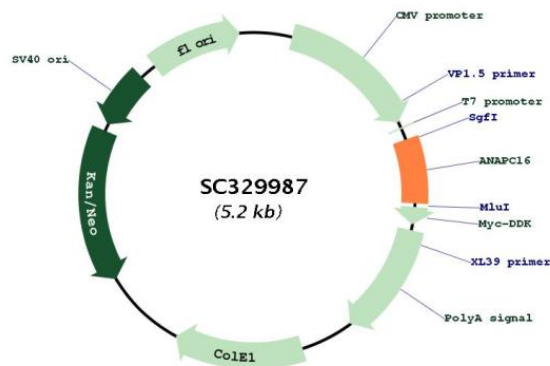 CMV promoter
VP1.5 primer
T7 promoter
SgfI
ANAPC16
MluI
Myc-DDK
XL39 primer
PolyA signal
ColE1
Kan/Neo
SV40 ori
f1 ori
SC329987
(5.2 kb)